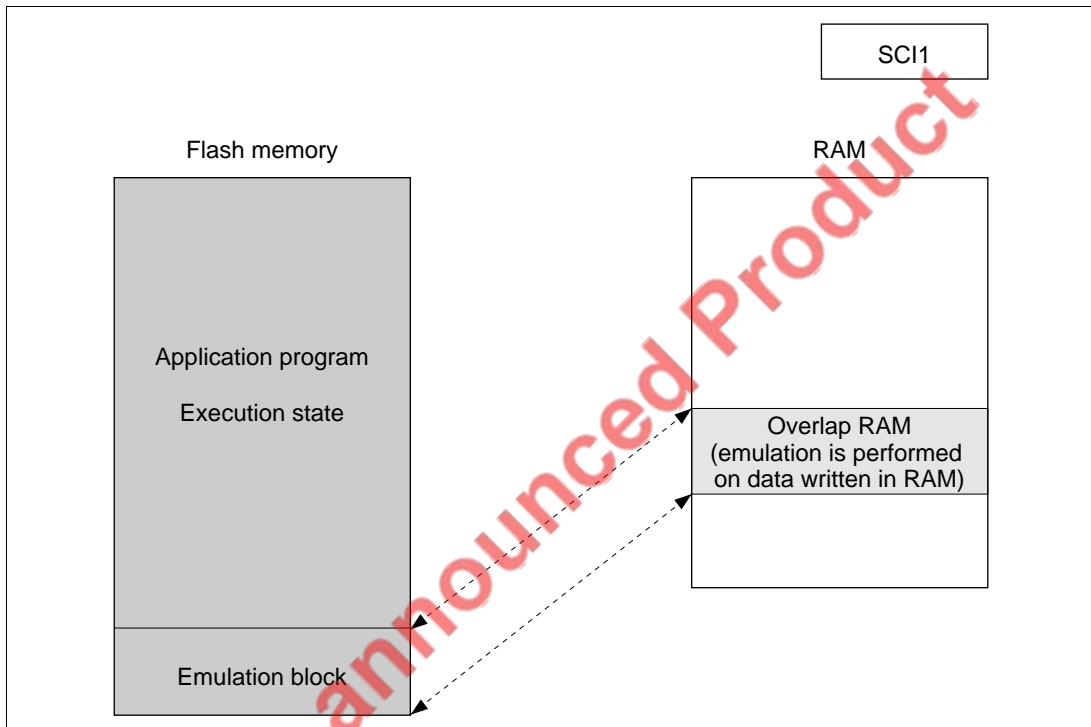 SCI1
Flash memory
RAM
Application program
Execution state
Overlap RAM
(emulation is performed
on data written in RAM)
Emulation block
announced Product